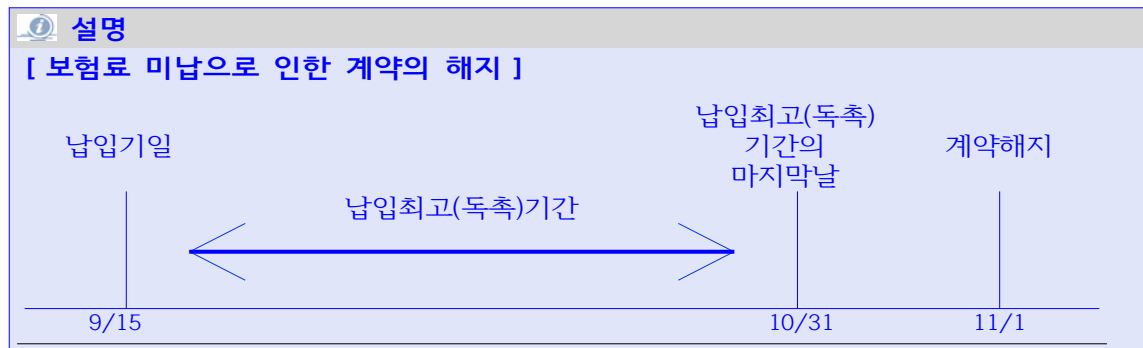 설명
[ 보험료 미납으로 인한 계약의 해지 ]
납입기일
납입최고(독촉)
기간의
마지막날
계약해지
납입최고(독촉)기간
9/15
10/31
11/1